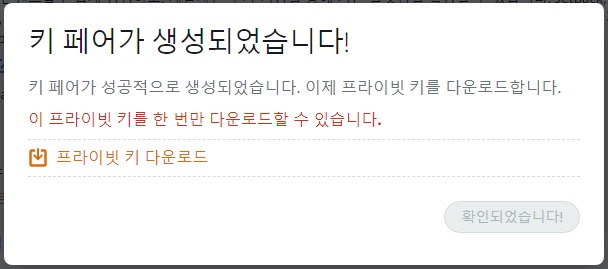 키 페어가 생성되었습니다!
키 페어가 성공적으로 생성되었습니다. 이제 프라이빗 키를 다운로드합니다.
이 프라이빗 키를 한 번만 다운로드할 수 있습니다.
프라이빗 키 다운로드
확인되었습니다!